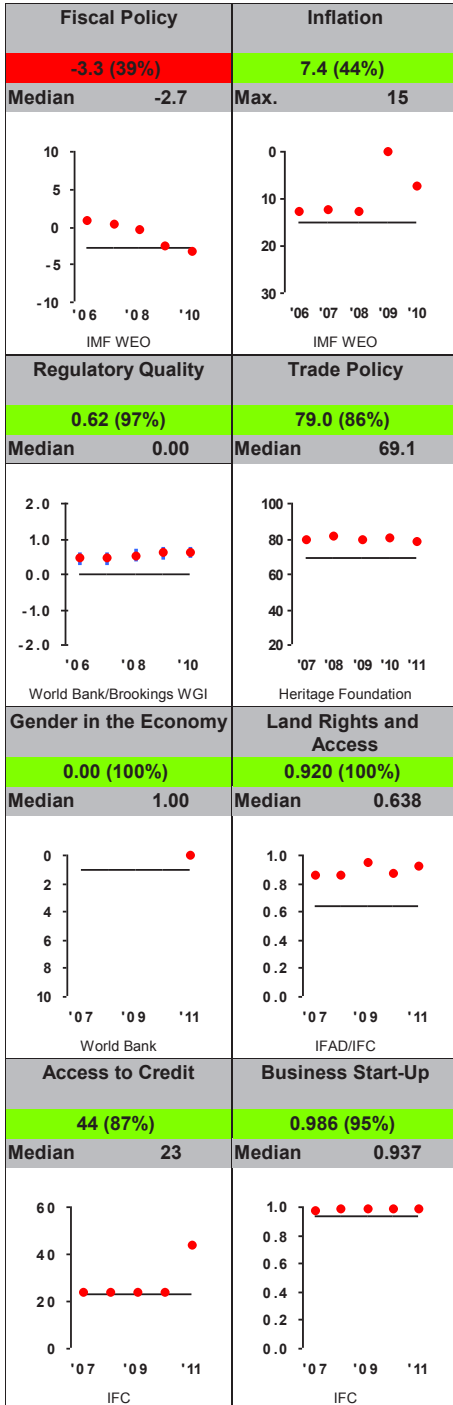 Fiscal Policy
-3.3 (39%)
Median -2.7
10
5
0
-5
-10
'06 '08 '10
IMF WEO
Inflation
7.4 (44%)
Max. 15
0
10
20
30
'06 '07 '08 '09 '10
IMF WEO
Regulatory Quality
0.62 (97%)
Median 0.00
2.0
1.0
0.0
-1.0
-2.0
'06 '08 '10
World Bank/Brookings WGI
Trade Policy
79.0 (86%)
Median 69.1
100
80
60
40
20
'07 '08 '09 '10 '11
Heritage Foundation
Gender in the Economy
0.00 (100%)
Median 1.00
0
2
4
6
8
10
'07 '09 '11
World Bank
Land Rights and
Access
0.920 (100%)
Median 0.638
1.0
0.8
0.6
0.4
0.2
0.0
'07 '09 '11
IFAD/IFC
Access to Credit
44 (87%)
Median 23
60
40
20
0
'07 '09 '11
IFC
Business Start-Up
0.986 (95%)
Median 0.937
1.0
0.8
0.6
0.4
0.2
0.0
'07 '09 '11
IFC